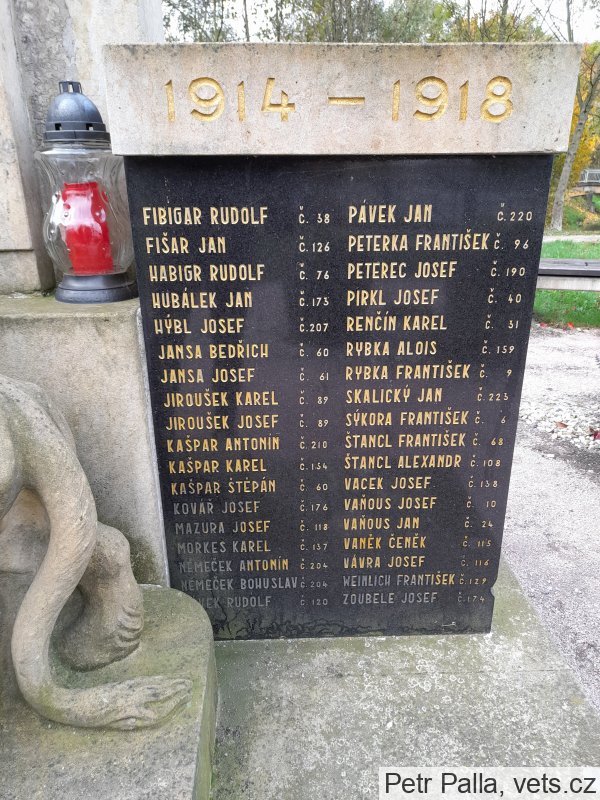 1914 – 1918
FIBIGAR RUDOLF č. 38
FIŠAR JAN č. 126
HABIGR RUDOLF č. 76
HUBÁLEK JAN č. 173
HÝBL JOSEF č. 207
JANSA BEDŘICH č. 60
JANSA JOSEF č. 61
JIROUŠEK KAREL č. 89
JIROUŠEK JOSEF č. 89
KAŠPAR ANTONÍN č. 210
KAŠPAR KAREL č. 154
KAŠPAR ŠTĚPÁN č. 60
KOVÁŘ JOSEF č. 176
MAZURA JOSEF č. 118
MORKES KAREL č. 137
NĚMEČEK ANTONÍN č. 204
NĚMEČEK BOHUSLAV č. 204
RUDOLF č. 120
PÁVEK JAN č. 220
PETERKA FRANTIŠEK č. 96
PETEREC JOSEF č. 190
PIRKL JOSEF č. 40
RENČÍN KAREL č. 31
RYBKA ALOIS č. 159
RYBKA FRANTIŠEK č. 9
SKALICKÝ JAN č. 223
SÝKORA FRANTIŠEK č. 6
ŠTANCL FRANTIŠEK č. 68
ŠTANCL ALEXANDR č. 108
VACEK JOSEF č. 138
VAŇOUS JOSEF č. 10
VAŇOUS JAN č. 24
VANĚK ČENĚK č. 115
VÁVRA JOSEF č. 116
WEINLICH FRANTIŠEK č. 129
ZOUBELE JOSEF č. 174
Petr Palla, vets.cz